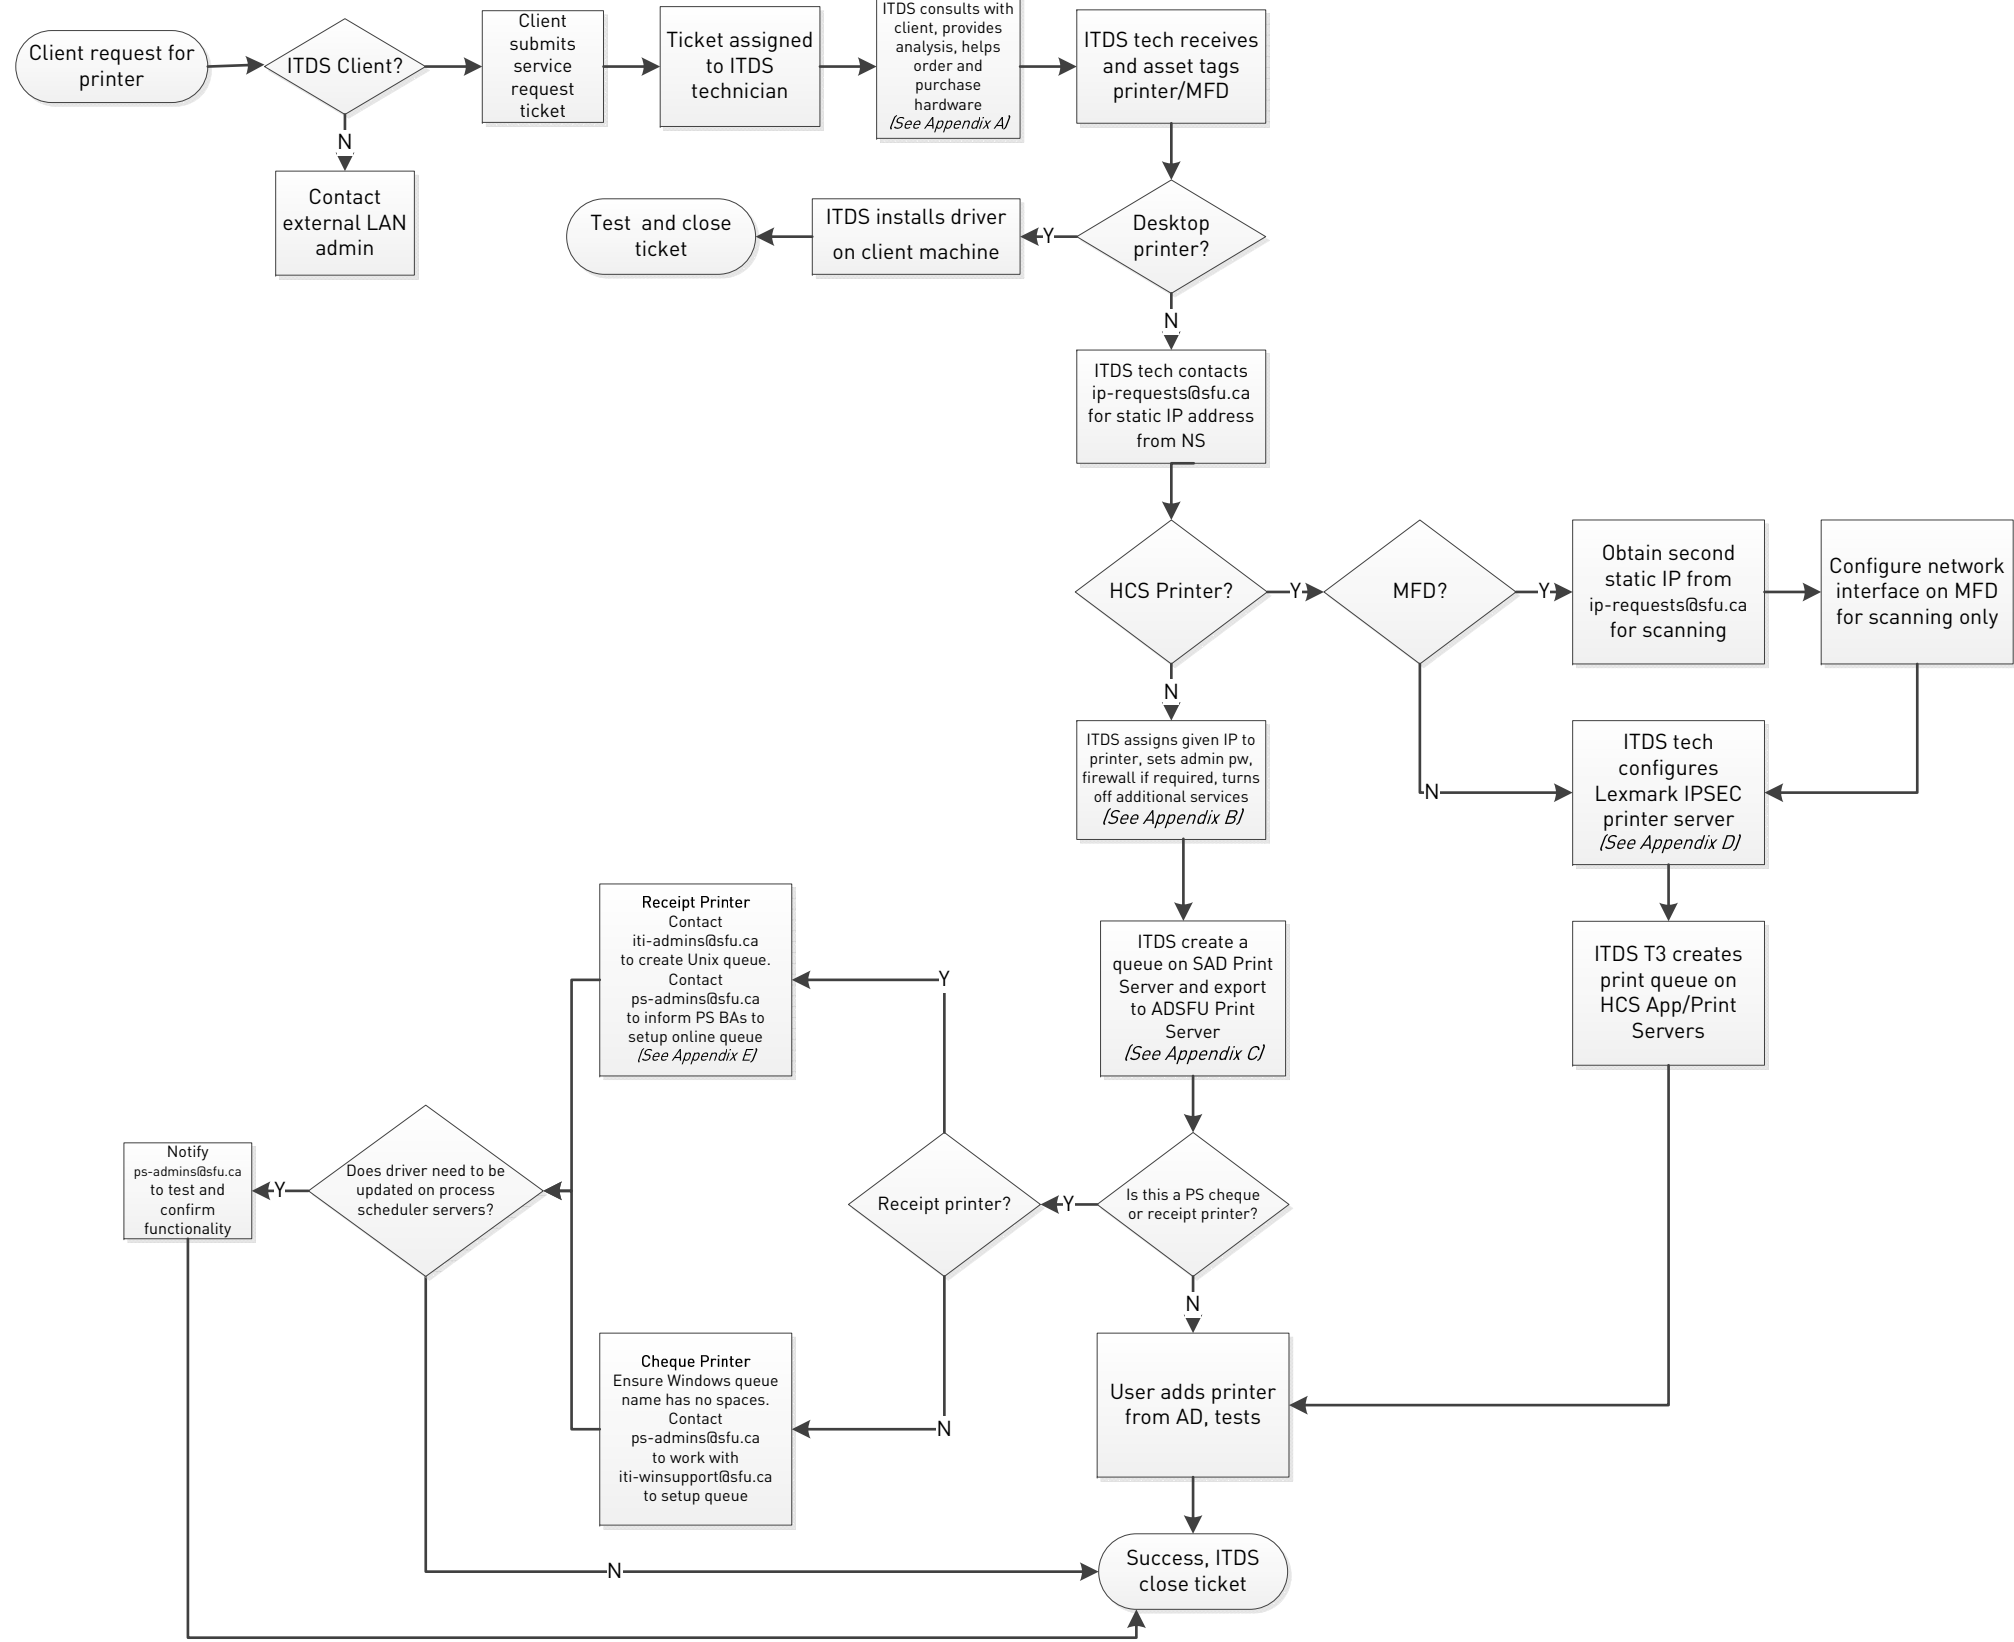 Client request for
printer
ITDS Client?
N
Contact
external LAN
admin
Client
submits
service
request
ticket
Ticket assigned
to ITDS
technician
ITDS consults with
client, provides
analysis, helps
order and
purchase
hardware
(See Appendix A)
ITDS tech receives
and asset tags
printer/MFD
Desktop
printer?
Y
ITDS installs driver
on client machine
Test and close
ticket
N
ITDS tech contacts
ip-requests@sfu.ca
for static IP address
from NS
HCS Printer?
Y
MFD?
Y
Obtain second
static IP from
ip-requests@sfu.ca
for scanning
Configure network
interface on MFD
for scanning only
N
N
ITDS assigns given IP to
printer, sets admin pw,
firewall if required, turns
off additional services
(See Appendix B)
ITDS tech
configures
Lexmark IPSEC
printer server
(See Appendix D)
ITDS T3 creates
print queue on
HCS App/Print
Servers
ITDS create a
queue on SAD Print
Server and export
to ADSFU Print
Server
(See Appendix C)
Is this a PS cheque
or receipt printer?
Y
Receipt printer?
Y
Receipt Printer
Contact
iti-admins@sfu.ca
to create Unix queue.
Contact
ps-admins@sfu.ca
to inform PS BAs to
setup online queue
(See Appendix E)
N
Cheque Printer
Ensure Windows queue
name has no spaces.
Contact
ps-admins@sfu.ca
to work with
iti-winsupport@sfu.ca
to setup queue
Does driver need to be
updated on process
scheduler servers?
Y
Notify
ps-admins@sfu.ca
to test and
confirm
functionality
N
N
User adds printer
from AD, tests
Success, ITDS
close ticket